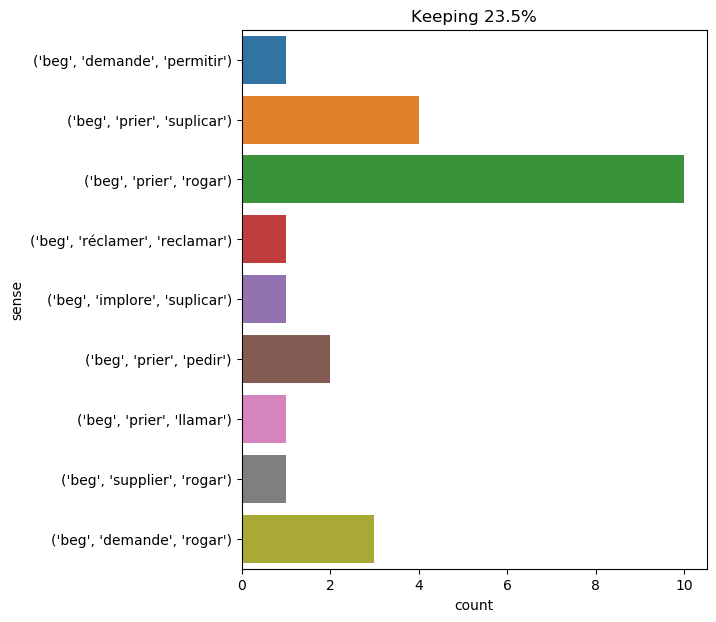 Keeping 23.5%
('beg', 'demande', 'permitir')
('beg', 'prier', 'suplicar')
('beg', 'prier', 'rogar')
('beg', 'réclamer', 'reclamar')
('beg', 'implore', 'suplicar')
('beg', 'prier', 'pedir')
('beg', 'prier', 'llamar')
('beg', 'supplier', 'rogar')
('beg', 'demande', 'rogar')
sense
0 2 4 6 8 10
count